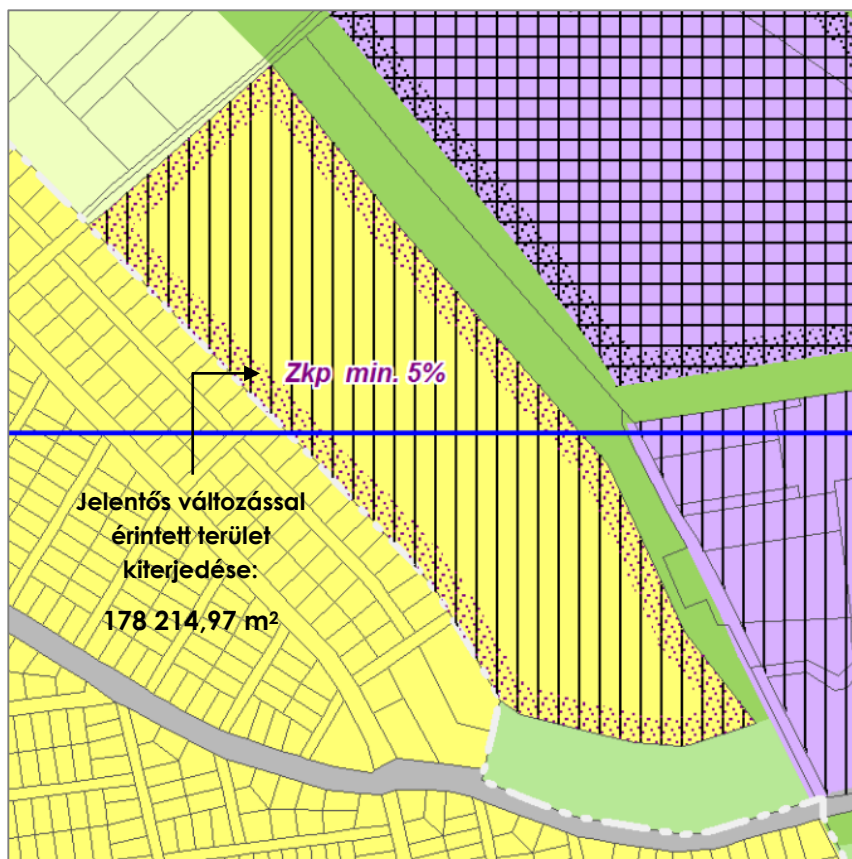 Zkp min. 5%
Jelentős változással
érintett terület
kiterjedése:
178 214,97 m²